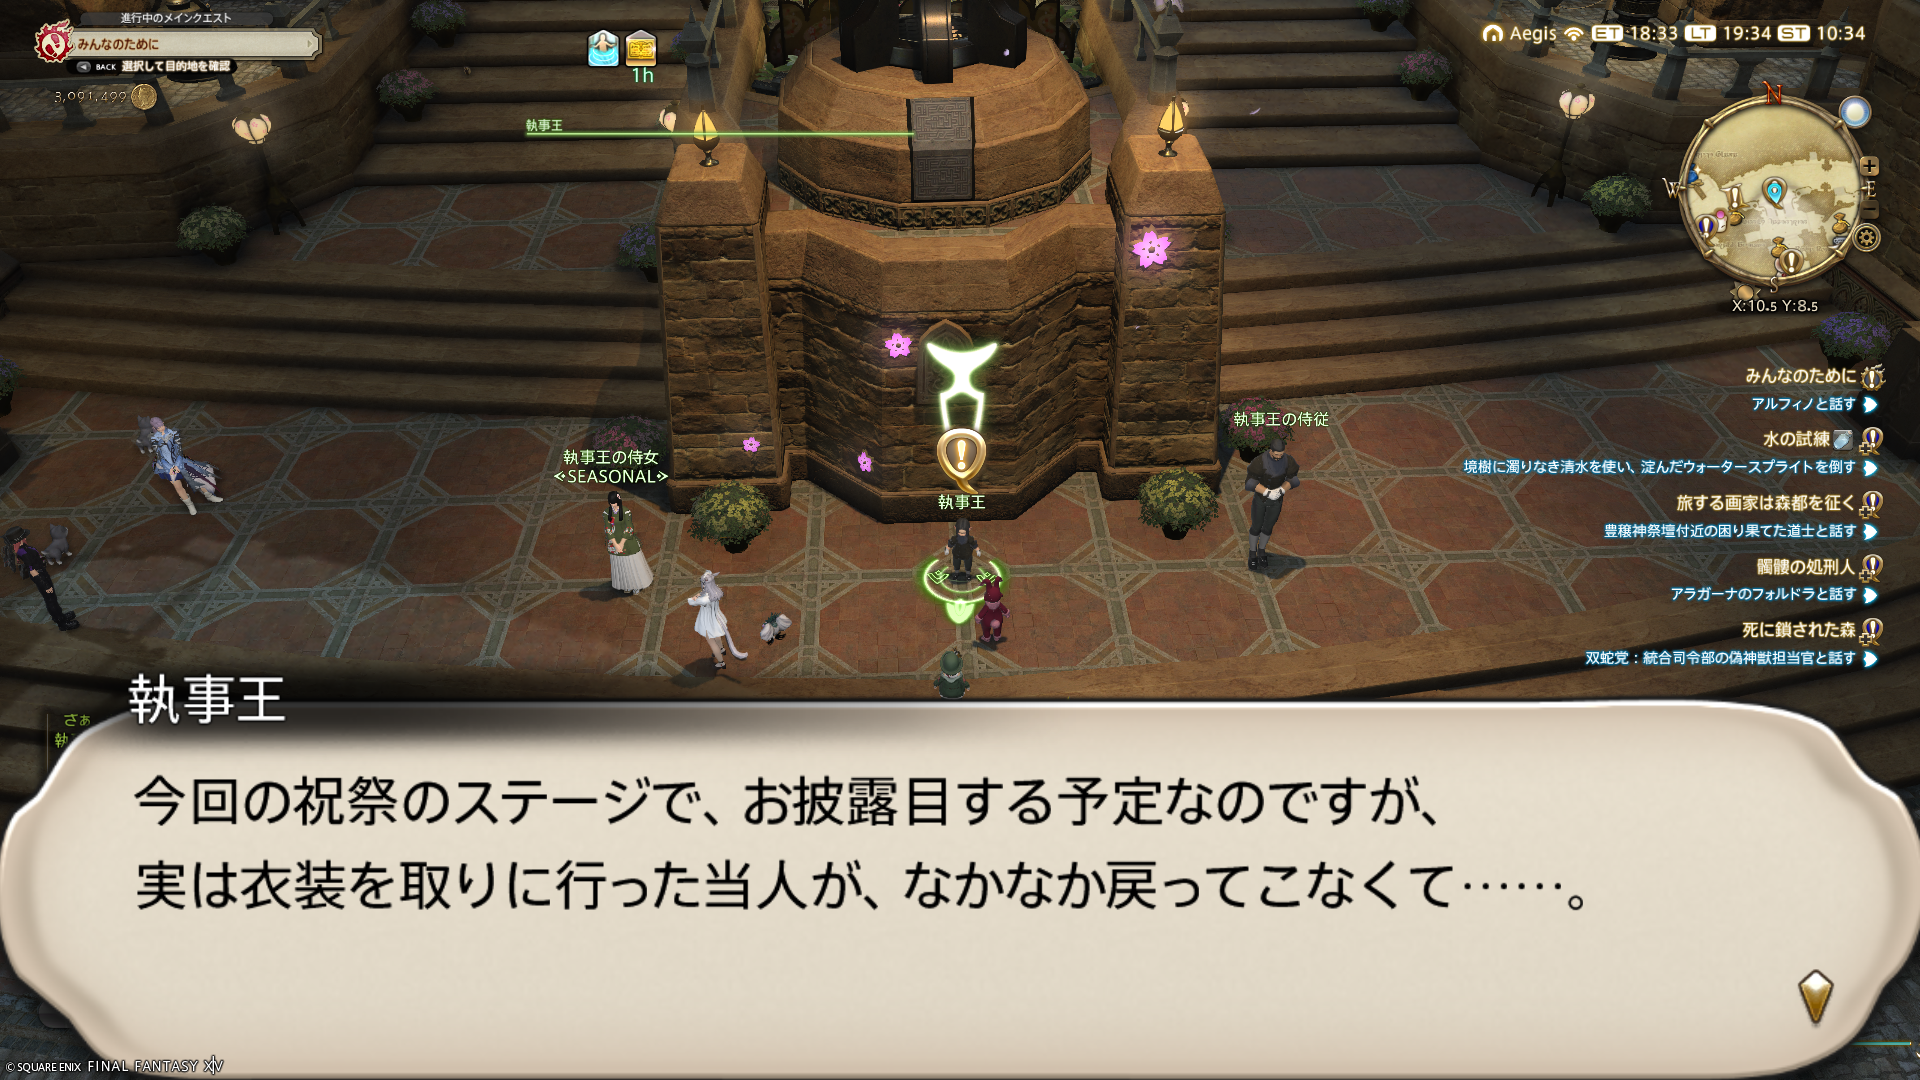 進行中のメインクエスト
みんなのために
BACK 選択して目的地を確認
3,091,499
1h
執事王
Aegis ET 18:33 LT 19:34 ST 10:34
N
W
E
S
X:10.5 Y:8.5
みんなのために
アルフィノと話す
水の試練
境樹に濁りなき清水を使い、淀んだウォータースプライトを倒す
旅する画家は森都を征く
豊穣神祭壇付近の困り果てた道士と話す
髑髏の処刑人
アラガーナのフォルドラと話す
死に鎖された森
双蛇党：統合司令部の偽神獣担当官と話す
執事王の侍従
執事王の侍女
<SEASONAL>
執事王
ざぁ
執
執事王
今回の祝祭のステージで、お披露目する予定なのですが、
実は衣装を取りに行った当人が、なかなか戻ってこなくて……。
© SQUARE ENIX FINAL FANTASY XIV